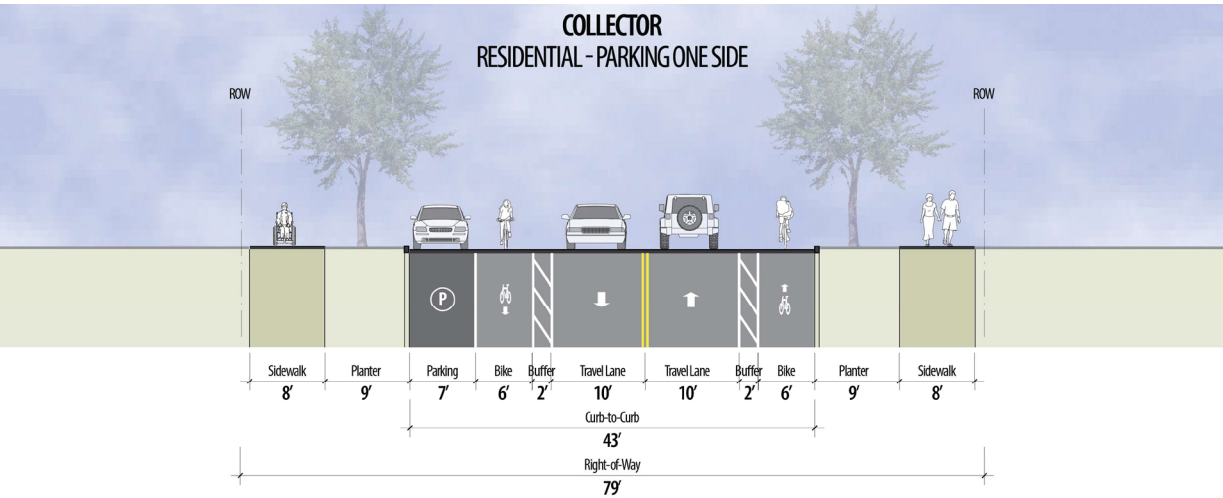 COLLECTOR
RESIDENTIAL - PARKING ONE SIDE
ROW
ROW
P
Sidewalk
8'
Planter
9'
Parking
7'
Bike
6'
Buffer
2'
Travel Lane
10'
Travel Lane
10'
Buffer
2'
Bike
6'
Planter
9'
Sidewalk
8'
Curb-to-Curb
43'
Right-of-Way
79'